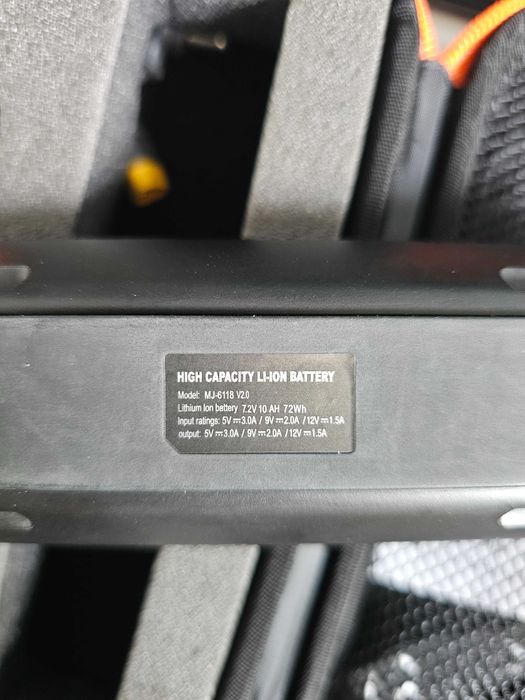 HIGH CAPACITY LI-ION BATTERY
Model: MJ-6118 V2.0
Lithium Ion battery 7.2V 10 AH 72Wh
Input ratings: 5V⎓3.0A / 9V⎓2.0A /12V⎓1.5A
output: 5V⎓3.0A / 9V⎓2.0A /12V⎓1.5A